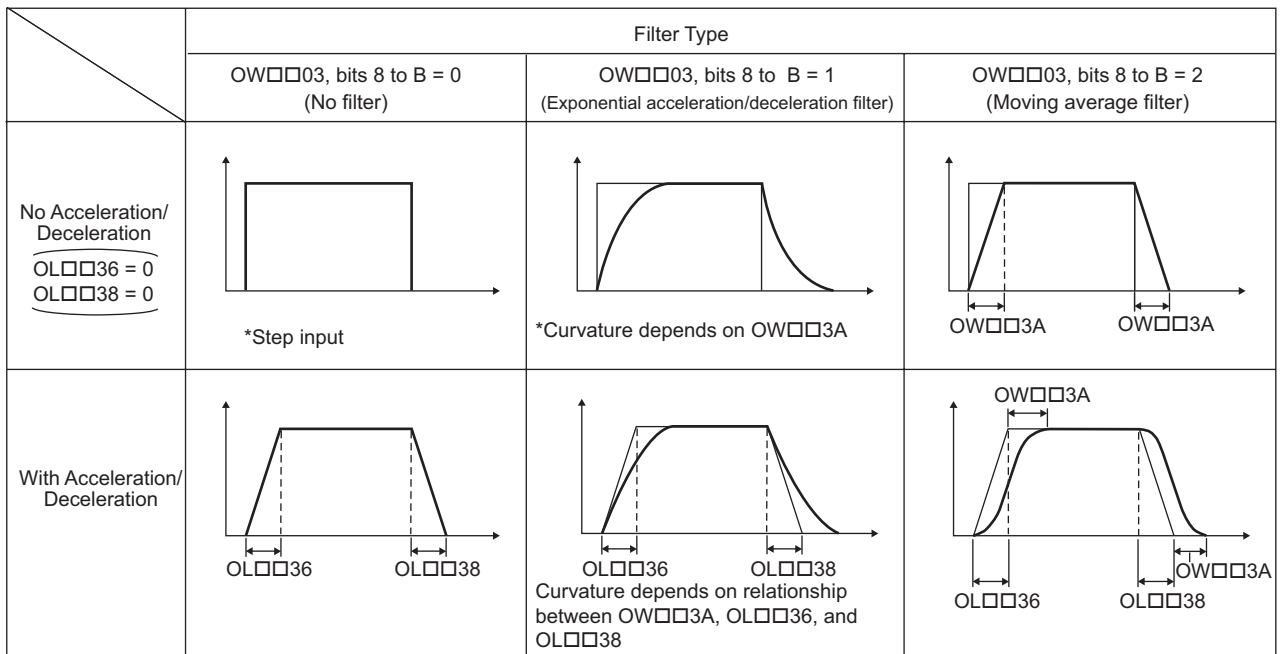 Filter Type
OW□□03, bits 8 to B = 0
(No filter)
OW□□03, bits 8 to B = 1
(Exponential acceleration/deceleration filter)
OW□□03, bits 8 to B = 2
(Moving average filter)
No Acceleration/
Deceleration
OL□□36 = 0
OL□□38 = 0
*Step input
*Curvature depends on OW□□3A
OW□□3A
OW□□3A
With Acceleration/
Deceleration
OL□□36
OL□□38
OL□□36
OL□□38
Curvature depends on relationship
between OW□□3A, OL□□36, and
OL□□38
OW□□3A
OW□□3A
OL□□36
OL□□38